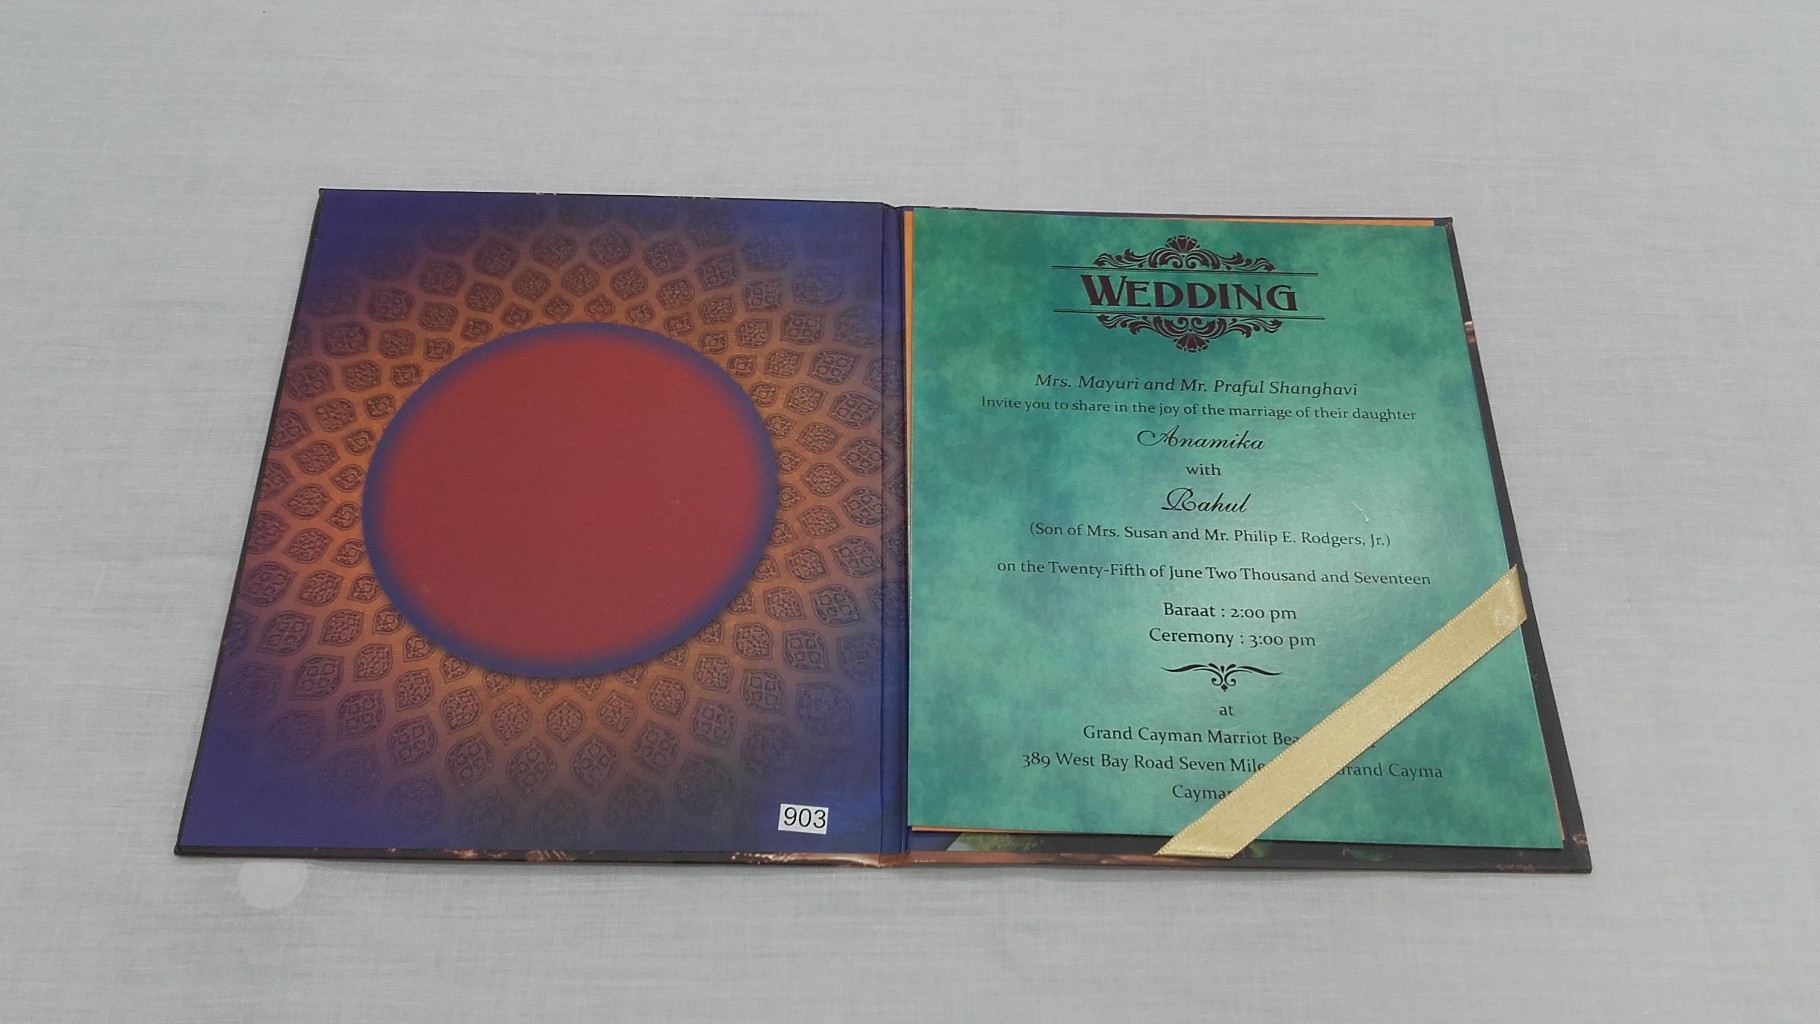 903
WEDDING
Mrs. Mayuri and Mr. Praful Shanghavi
Invite you to share in the joy of the marriage of their daughter
Anamika
with
Rahul
(Son of Mrs. Susan and Mr. Philip E. Rodgers, Jr.)
on the Twenty-Fifth of June Two Thousand and Seventeen
Baraat : 2:00 pm
Ceremony : 3:00 pm
at
Grand Cayman Marriot
389 West Bay Road Seven Mile